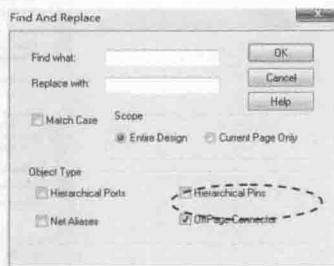 Find And Replace
Find what:
OK
Replace with:
Cancel
Help
Match Case
Scope
Entire Design
Current Page Only
Object Type
Hierarchical Ports
Hierarchical Pins
Net Aliases
OffPage Connector